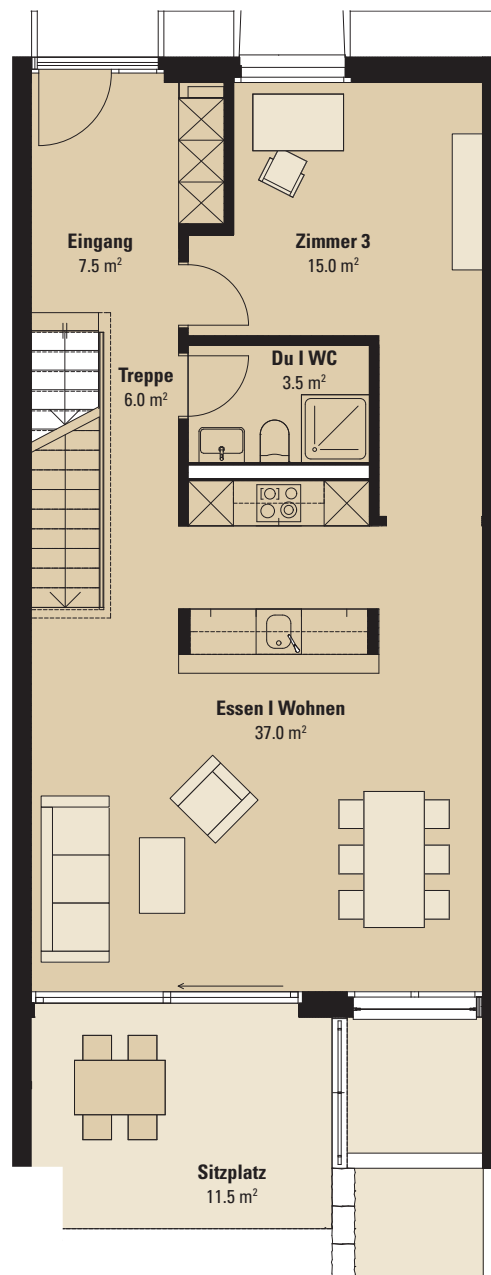 Eingang
7.5 m²
Zimmer 3
15.0 m²
Treppe
6.0 m²
Du I WC
3.5 m²
Essen I Wohnen
37.0 m²
Sitzplatz
11.5 m²